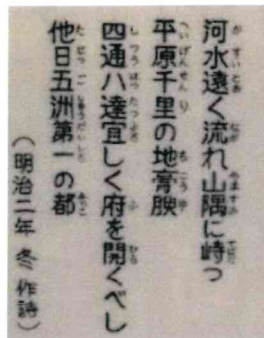 河水遠く流れ山隅に峙つ
平原千里の地膏腴
四通八達宜しく府を開くべし
他日五洲第一の都
（明治二年 冬 作詩）